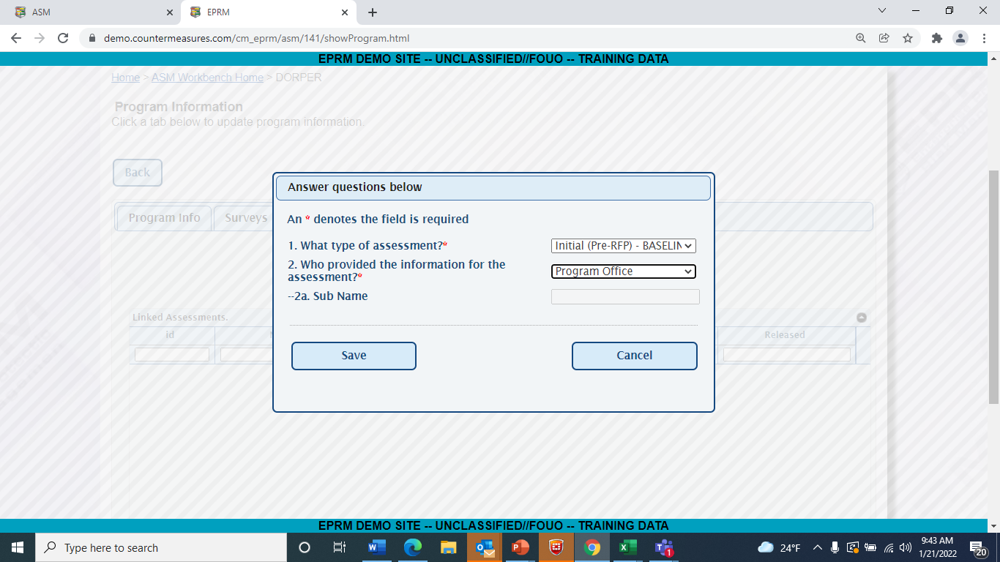 ASM
EPRM
demo.countermeasures.com/cm_eprm/asm/141/showProgram.html
EPRM DEMO SITE -- UNCLASSIFIED//FOUO -- TRAINING DATA
Home > ASM Workbench Home > DORPER
Program Information
Click a tab below to update program information.
Back
Answer questions below
Program Info
Surveys
An * denotes the field is required
1. What type of assessment?*
Initial (Pre-RFP) - BASELIN
2. Who provided the information for the
assessment?*
Program Office
--2a. Sub Name
Linked Assessments.
id
Released
Save
Cancel
EPRM DEMO SITE -- UNCLASSIFIED//FOUO -- TRAINING DATA
Type here to search
24°F
9:43 AM
1/21/2022
1
20